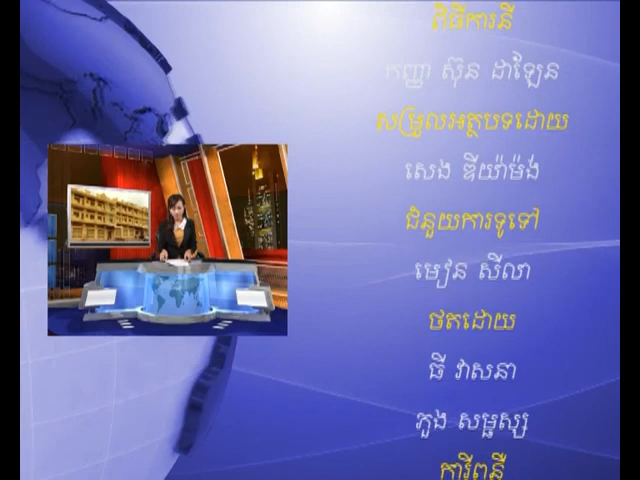 ពិធីការនី
កញ្ញា ស៊ុន ដាឡែន
សម្រួលអត្ថបទដោយ
សេង ឌីយ៉ាម៉ង់
ជំនួយការទូទៅ
មៀន សីលា
ថតដោយ
ធី វាសនា
ភួង សម្ផស្ស